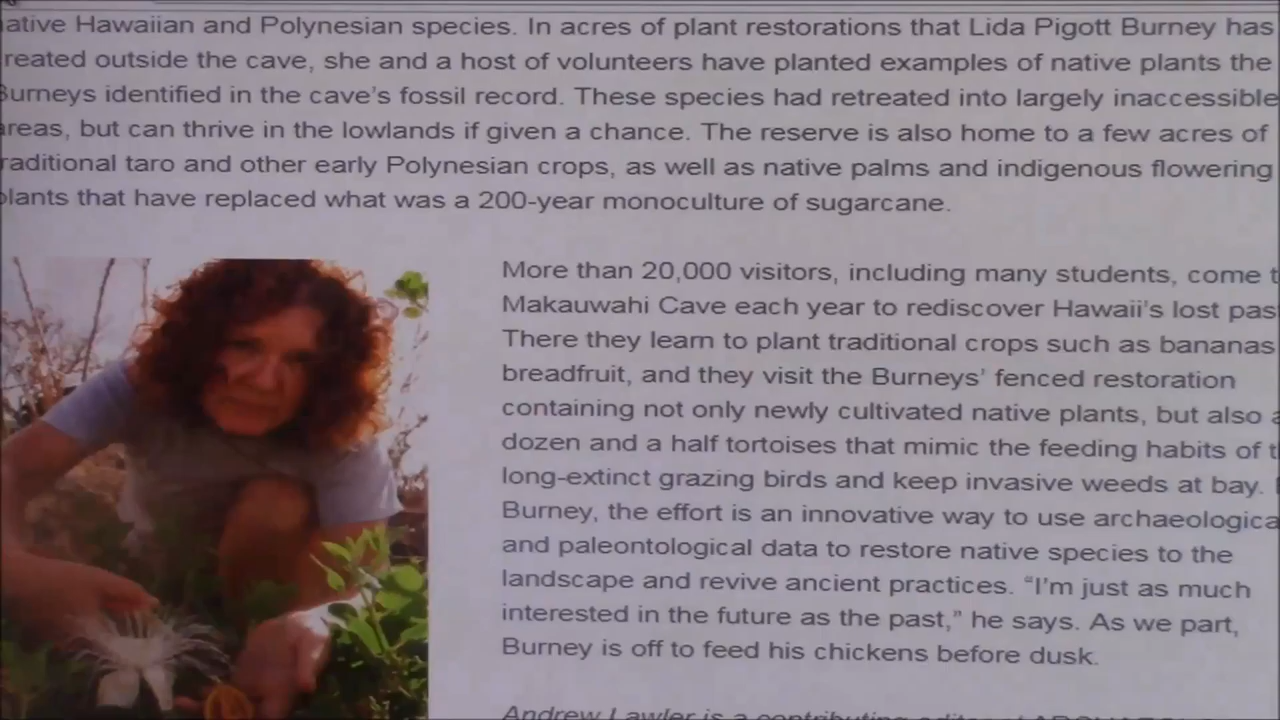 ative Hawaiian and Polynesian species. In acres of plant restorations that Lida Pigott Burney has
reated outside the cave, she and a host of volunteers have planted examples of native plants the
Burneys identified in the cave's fossil record. These species had retreated into largely inaccessible
areas, but can thrive in the lowlands if given a chance. The reserve is also home to a few acres of
raditional taro and other early Polynesian crops, as well as native palms and indigenous flowering
plants that have replaced what was a 200-year monoculture of sugarcane.
More than 20,000 visitors, including many students, come t
Makauwahi Cave each year to rediscover Hawaii's lost pas
There they learn to plant traditional crops such as bananas
breadfruit, and they visit the Burneys' fenced restoration
containing not only newly cultivated native plants, but also a
dozen and a half tortoises that mimic the feeding habits of t
long-extinct grazing birds and keep invasive weeds at bay.
Burney, the effort is an innovative way to use archaeologica
and paleontological data to restore native species to the
landscape and revive ancient practices. “I'm just as much
interested in the future as the past,” he says. As we part,
Burney is off to feed his chickens before dusk.
Andrew Lawler is a contributing editor